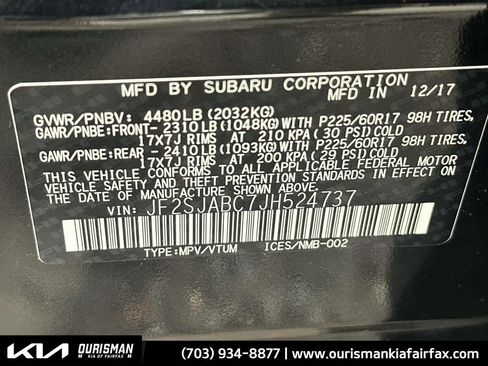 MFD BY SUBARU CORPORATION 12/17
GVWR/PNBV: 4480LB(2032KG)
GAWR/PNBE:FRONT- 2310LB(1048KG)WITH P225/60R17 98H TIRES,
17X7J RIMS AT 210 KPA( 30 PSI)COLD
GAWR/PNBE:REAR - 2410LB(1093KG)WITH P225/60R17 98H TIRES,
17X7J RIMS AT 200 KPA( 29 PSI)COLD
THIS VEHICLE CONFORMS TO ALL APPLICABLE FEDERAL MOTOR
VEHICLE SAFETY AND BUMPER STANDARDS IN EFFECT ON THE DATE
OF MANUFACTURE SHOWN ABOVE.
VIN: JF2SJABC7JH524737
TYPE:MPV/VTUM ICES/NMB-002
KIA OURISMAN
KIA OF FAIRFAX
(703) 934-8877 | www.ourismankiafairfax.com